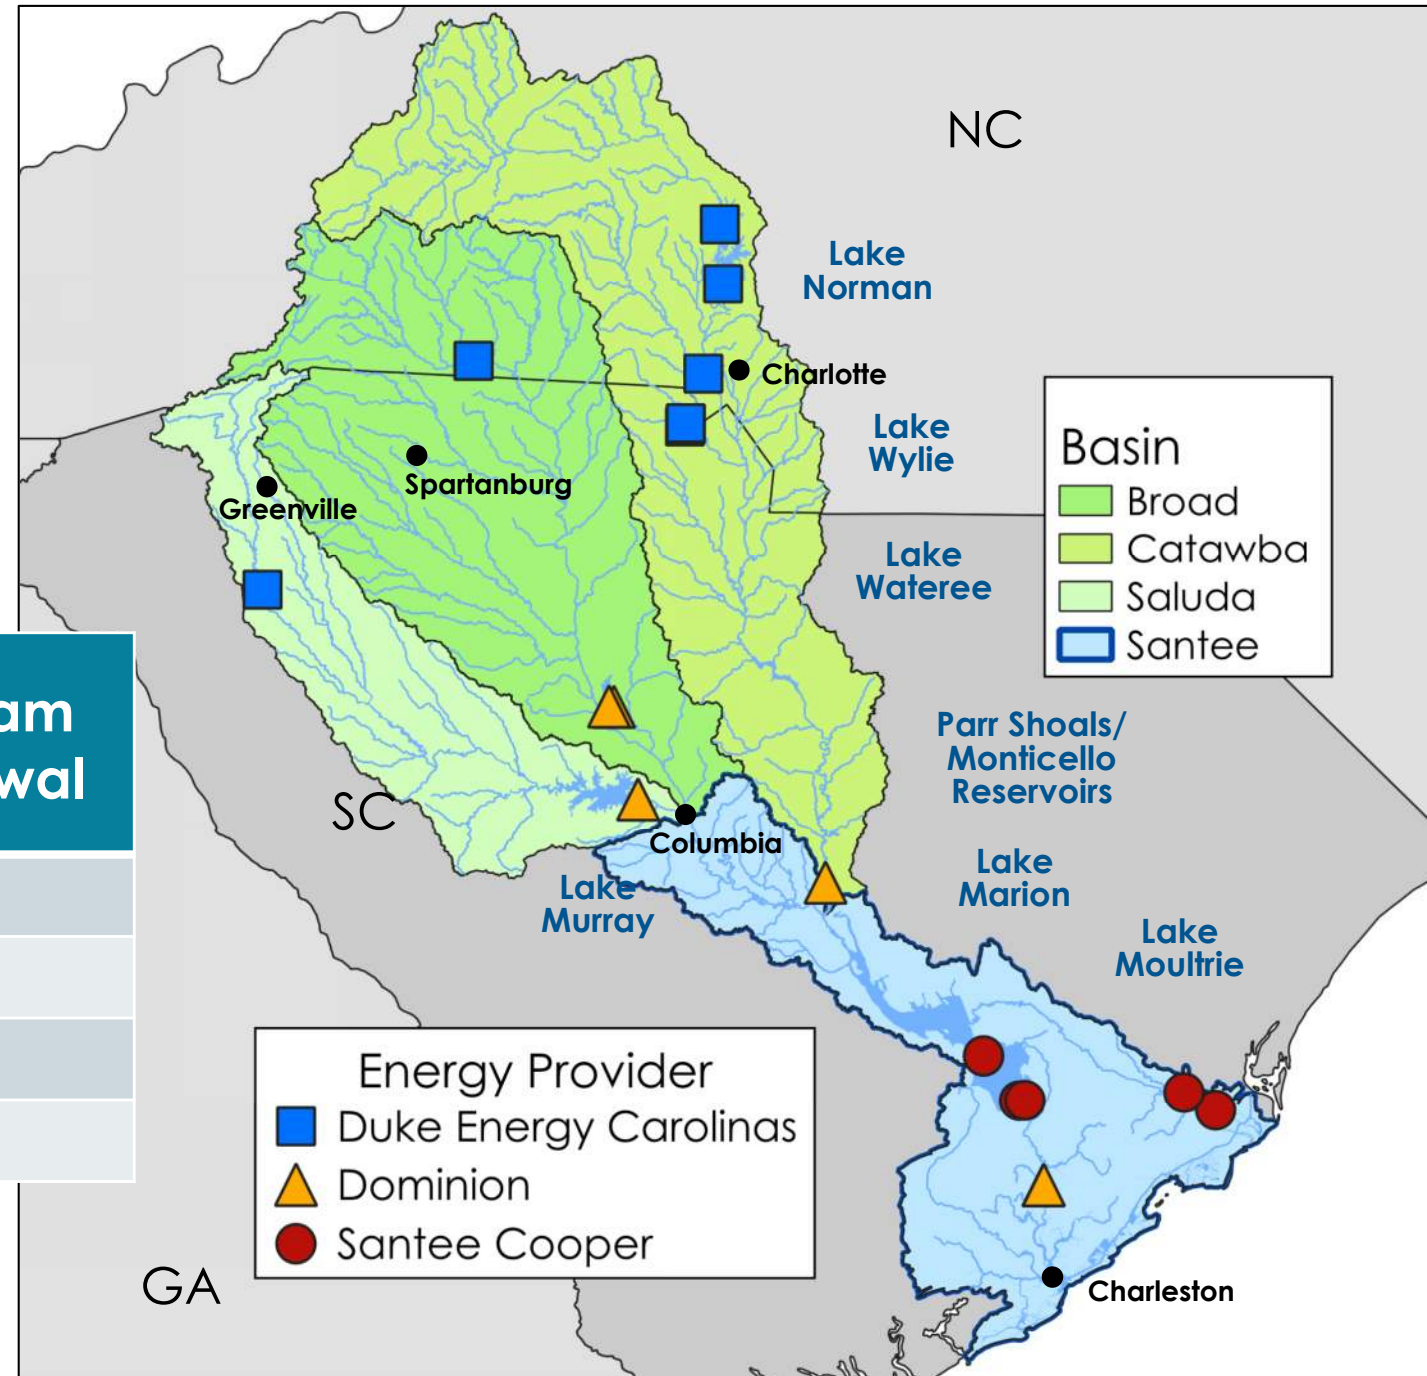 NC
Lake
Norman
Charlotte
Lake
Wylie
Spartanburg
Greenville
Lake
Wateree
Basin
Broad
Catawba
Saluda
Santee
am
wal
Parr Shoals/
Monticello
Reservoirs
SC
Columbia
Lake
Murray
Lake
Marion
Lake
Moultrie
Energy Provider
Duke Energy Carolinas
Dominion
Santee Cooper
GA
Charleston